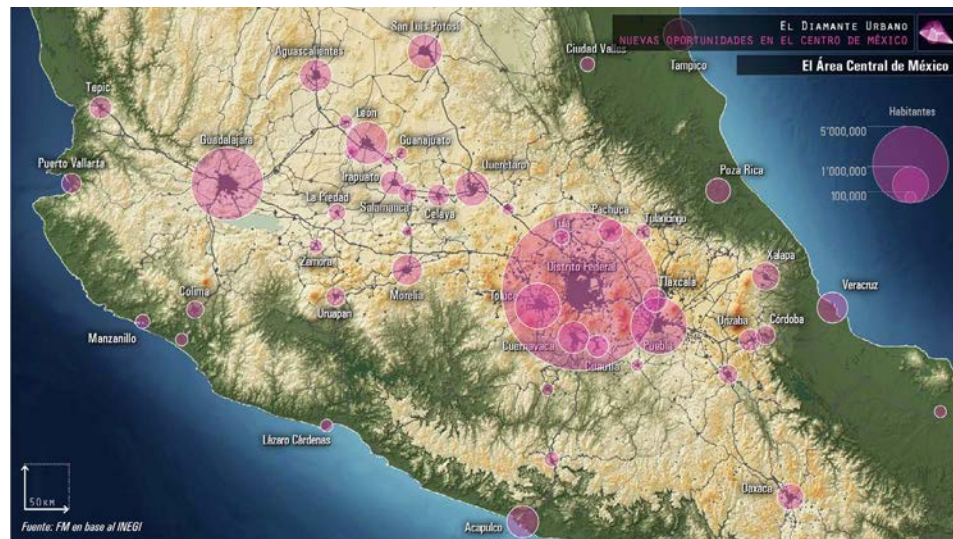 EL DIAMANTE URBANO
NUEVAS OPORTUNIDADES EN EL CENTRO DE MÉXICO
El Área Central de México
San Luis Potosí
Aguascalientes
Ciudad Valles
Tampico
Habitantes
5'000,000
1'000,000
100,000
Tepic
León
Guadalajara
Guanajuato
Puerto Vallarta
Irapuato
Querétaro
Poza Rica
La Piedad
Salamanca
Celaya
Pachuca
Tulancingo
Tula
Zamora
Distrito Federal
Xalapa
Morelia
Toluca
Tlaxcala
Veracruz
Colima
Uruapan
Córdoba
Manzanillo
Cuernavaca
Puebla
Cuautla
Lázaro Cárdenas
50KM
Oaxaca
Fuente: FM en base al INEGI
Acapulco